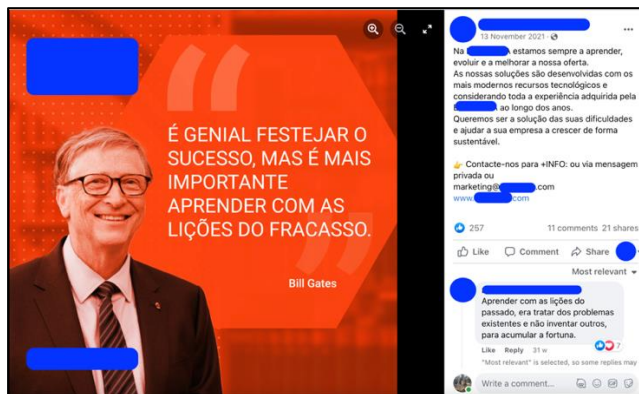 É GENIAL FESTEJAR O
SUCESSO, MAS É MAIS
IMPORTANTE
APRENDER COM AS
LIÇÕES DO FRACASSO.
Bill Gates
13 November 2021
Na A estamos sempre a aprender,
evoluir e a melhorar a nossa oferta.
As nossas soluções são desenvolvidas com os
mais modernos recursos tecnológicos e
considerando toda a experiência adquirida pela
ao longo dos anos.
Queremos ser a solução das suas dificuldades
e ajudar a sua empresa a crescer de forma
sustentável.
👉 Contacte-nos para +INFO: ou via mensagem
privada ou
marketing@ .com
www. .com
257 11 comments 21 shares
Like Comment Share
Most relevant
Aprender com as lições do
passado, era tratar dos problemas
existentes e não inventar outros,
para acumular a fortuna.
Like Reply 31 w 7
"Most relevant" is selected, so some replies may
Write a comment...